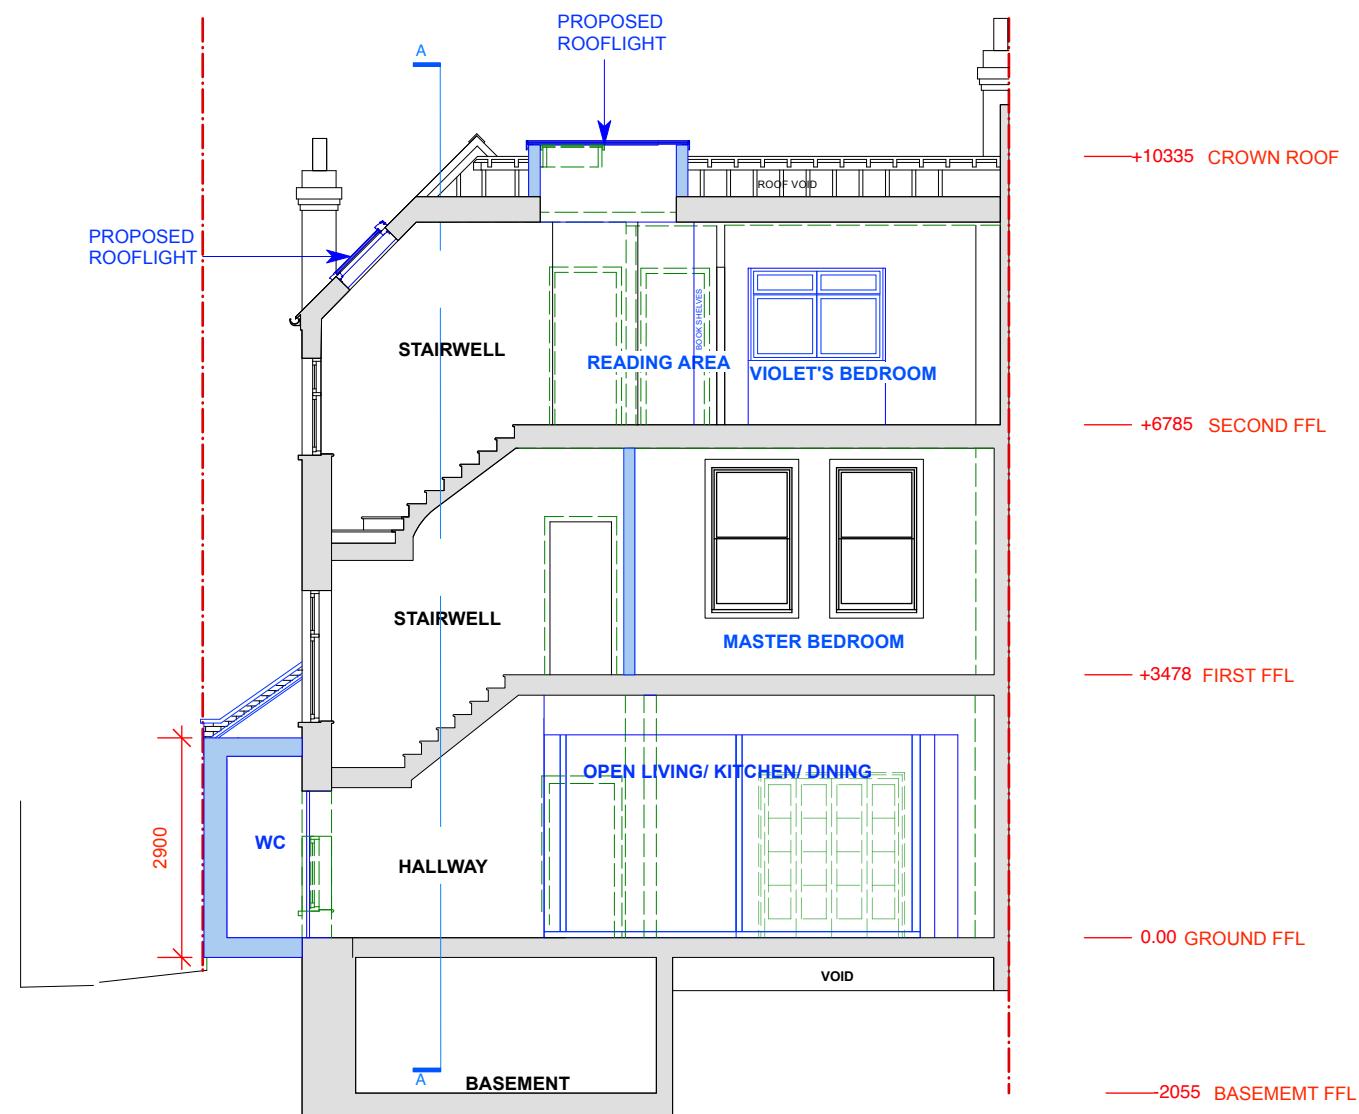 PROPOSED
ROOFLIGHT
A
+10335 CROWN ROOF
ROOF VOID
PROPOSED
ROOFLIGHT
BOOK SHELVES
STAIRWELL
READING AREA
VIOLET'S BEDROOM
+6785 SECOND FFL
STAIRWELL
MASTER BEDROOM
+3478 FIRST FFL
OPEN LIVING/ KITCHEN/ DINING
2900
WC
HALLWAY
0.00 GROUND FFL
VOID
A
BASEMENT
-2055 BASEMEMT FFL